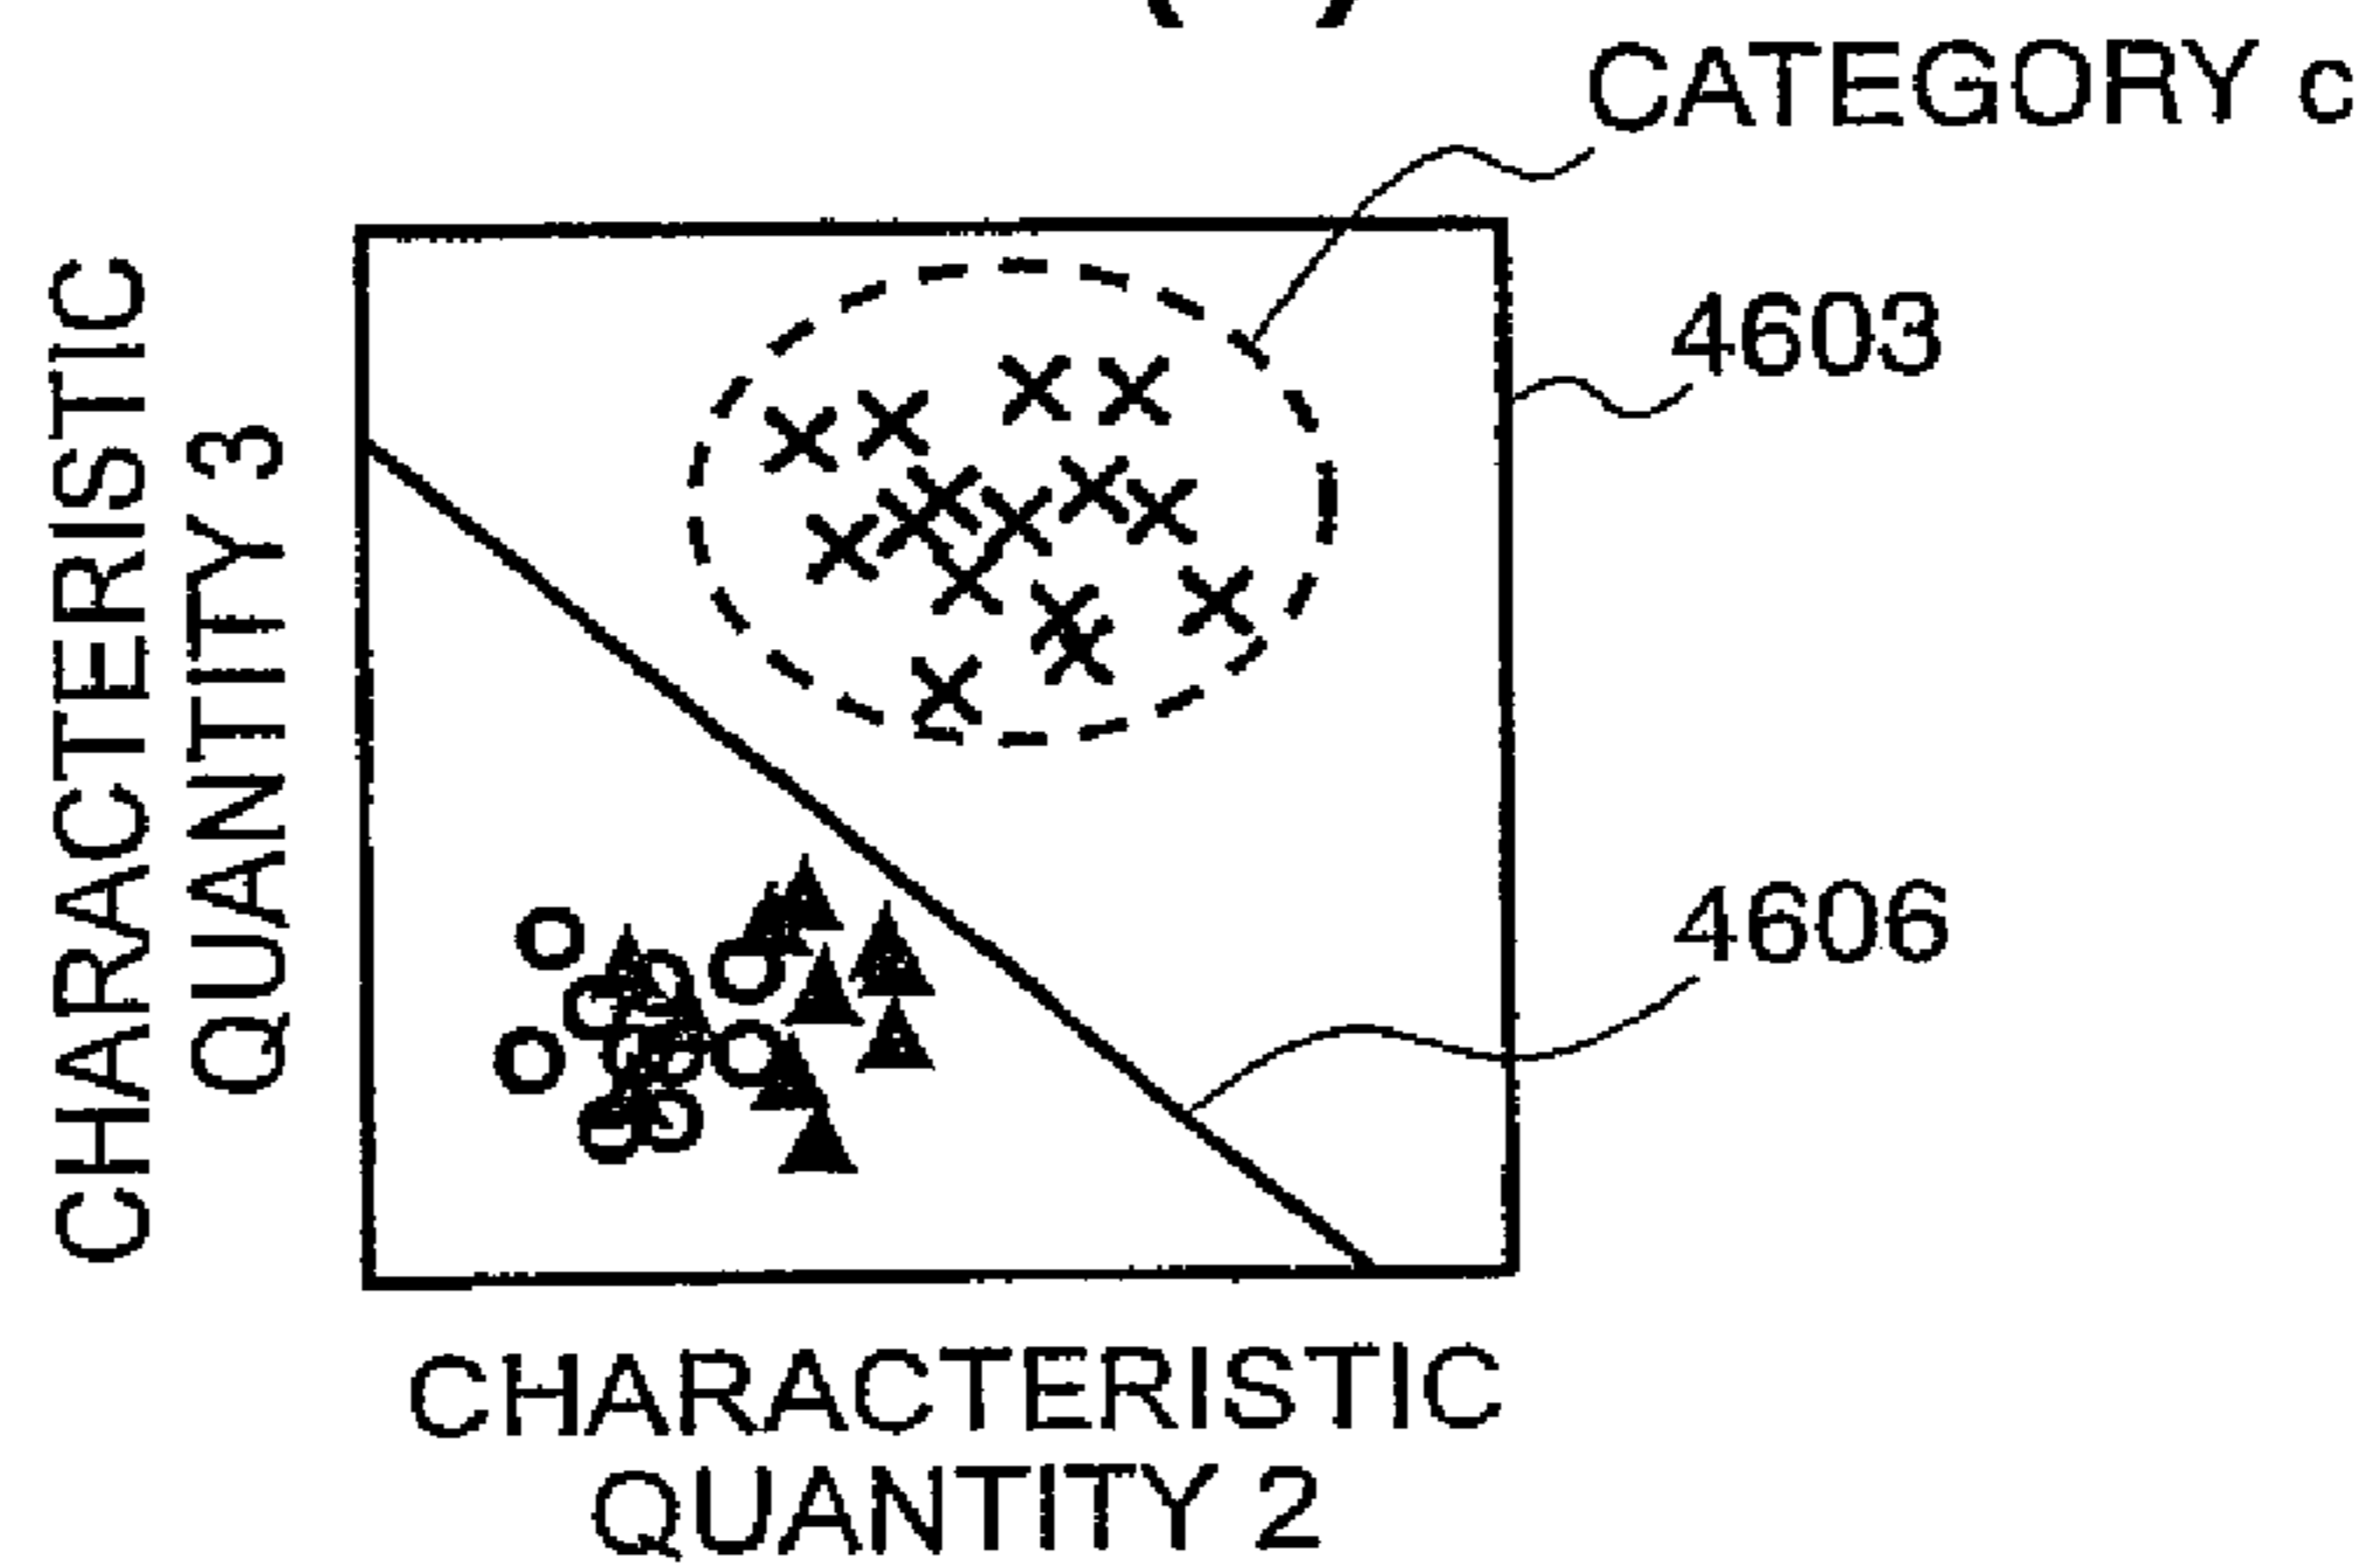 CATEGORY c
4603
CHARACTERISTIC
QUANTITY 3
4606
CHARACTERISTIC
QUANTITY 2